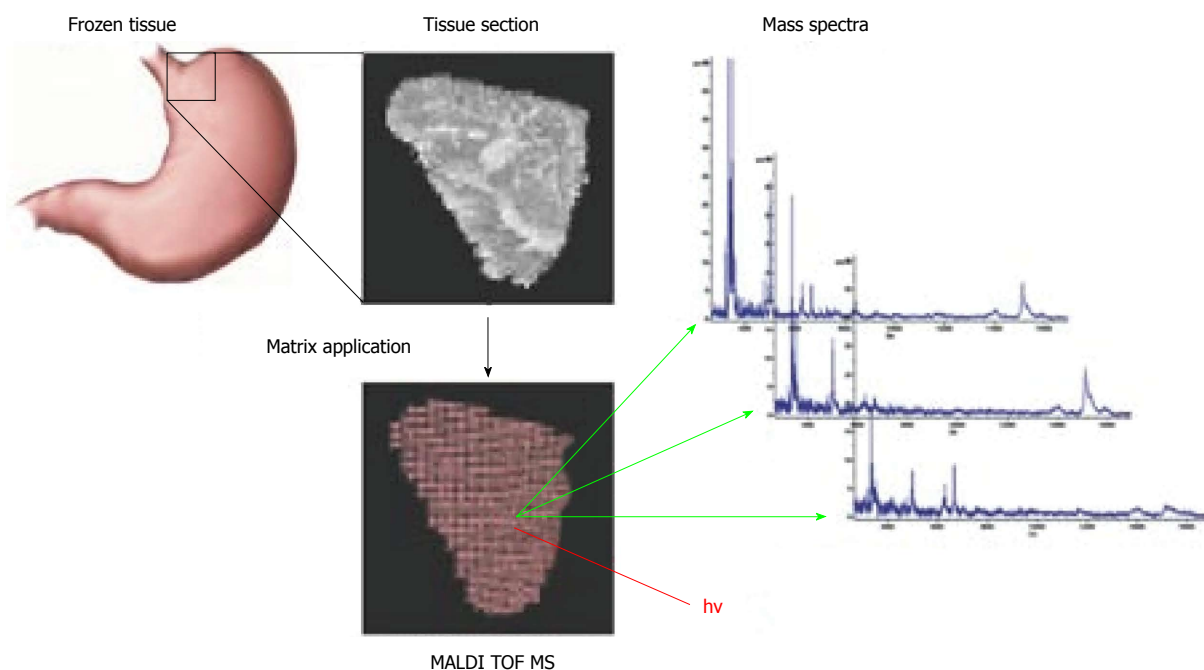 Frozen tissue
Tissue section
Mass spectra
Matrix application
hv
MALDI TOF MS